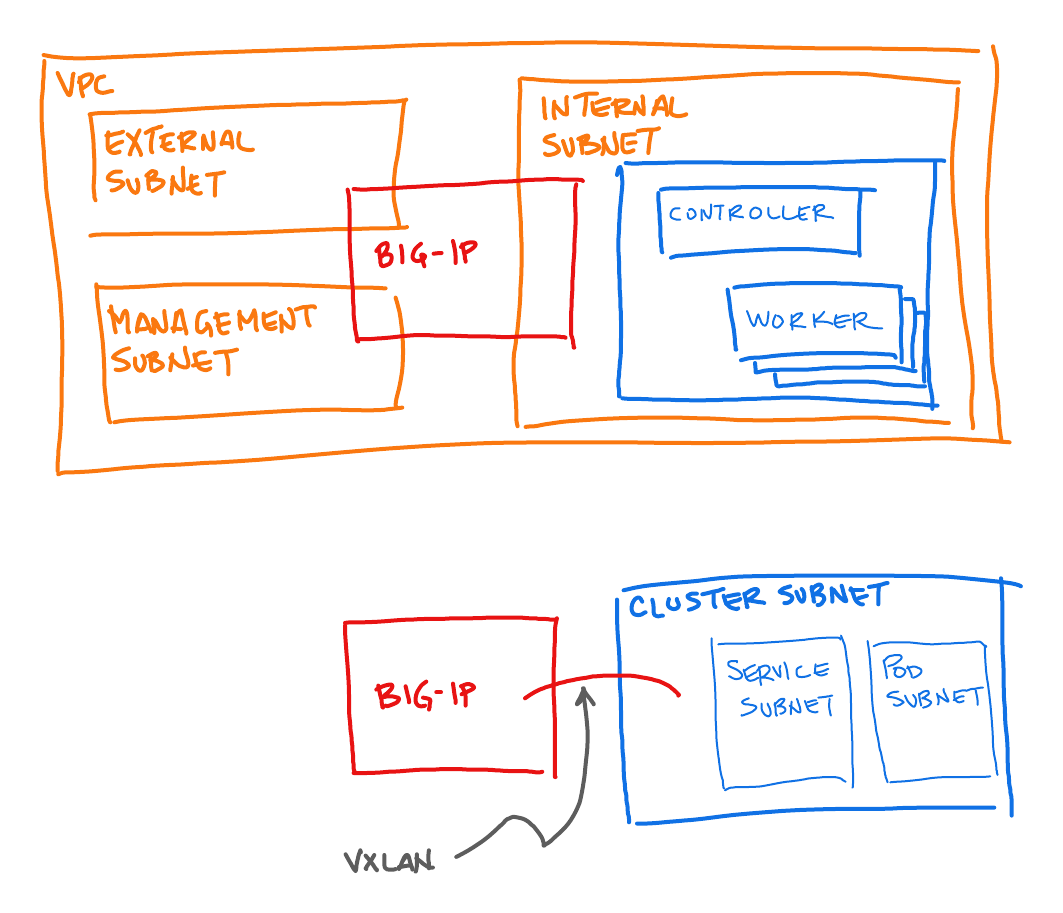 VPC
EXTERNAL
SUBNET
INTERNAL
SUBNET
CONTROLLER
BIG-IP
MANAGEMENT
SUBNET
WORKER
CLUSTER SUBNET
SERVICE
SUBNET
POD
SUBNET
BIG-IP
VXLAN